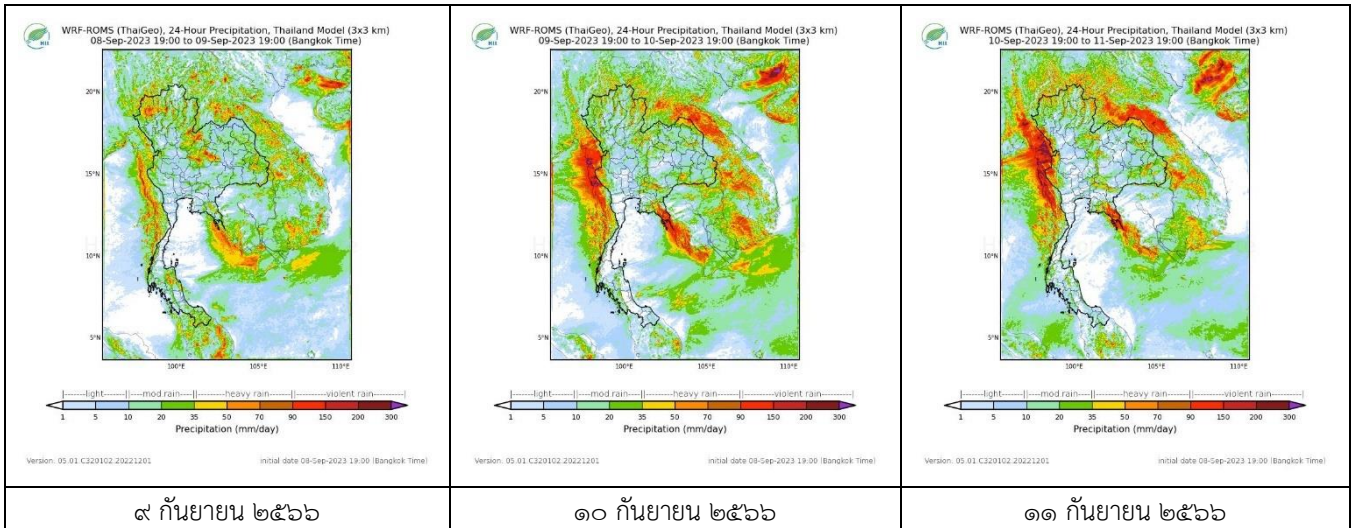 HII
WRF-ROMS (ThaiGeo), 24-Hour Precipitation, Thailand Model (3x3 km)
08-Sep-2023 19:00 to 09-Sep-2023 19:00 (Bangkok Time)
20°N
15°N
10°N
5°N
100°E 105°E 110°E
|------light------||---mod rain---||------heavy rain------||------violent rain------|
1 5 10 20 35 50 70 90 150 200 300
Precipitation (mm/day)
Version: 05.01.C320102.20221201 initial date 08-Sep-2023 19:00 (Bangkok Time)
๙ กันยายน ๒๕๖๖
HII
WRF-ROMS (ThaiGeo), 24-Hour Precipitation, Thailand Model (3x3 km)
09-Sep-2023 19:00 to 10-Sep-2023 19:00 (Bangkok Time)
20°N
15°N
10°N
5°N
100°E 105°E 110°E
|------light------||---mod rain---||------heavy rain------||------violent rain------|
1 5 10 20 35 50 70 90 150 200 300
Precipitation (mm/day)
Version: 05.01.C320102.20221201 initial date 08-Sep-2023 19:00 (Bangkok Time)
๑๐ กันยายน ๒๕๖๖
HII
WRF-ROMS (ThaiGeo), 24-Hour Precipitation, Thailand Model (3x3 km)
10-Sep-2023 19:00 to 11-Sep-2023 19:00 (Bangkok Time)
20°N
15°N
10°N
5°N
100°E 105°E 110°E
|------light------||---mod rain---||------heavy rain------||------violent rain------|
1 5 10 20 35 50 70 90 150 200 300
Precipitation (mm/day)
Version: 05.01.C320102.20221201 initial date 08-Sep-2023 19:00 (Bangkok Time)
๑๑ กันยายน ๒๕๖๖